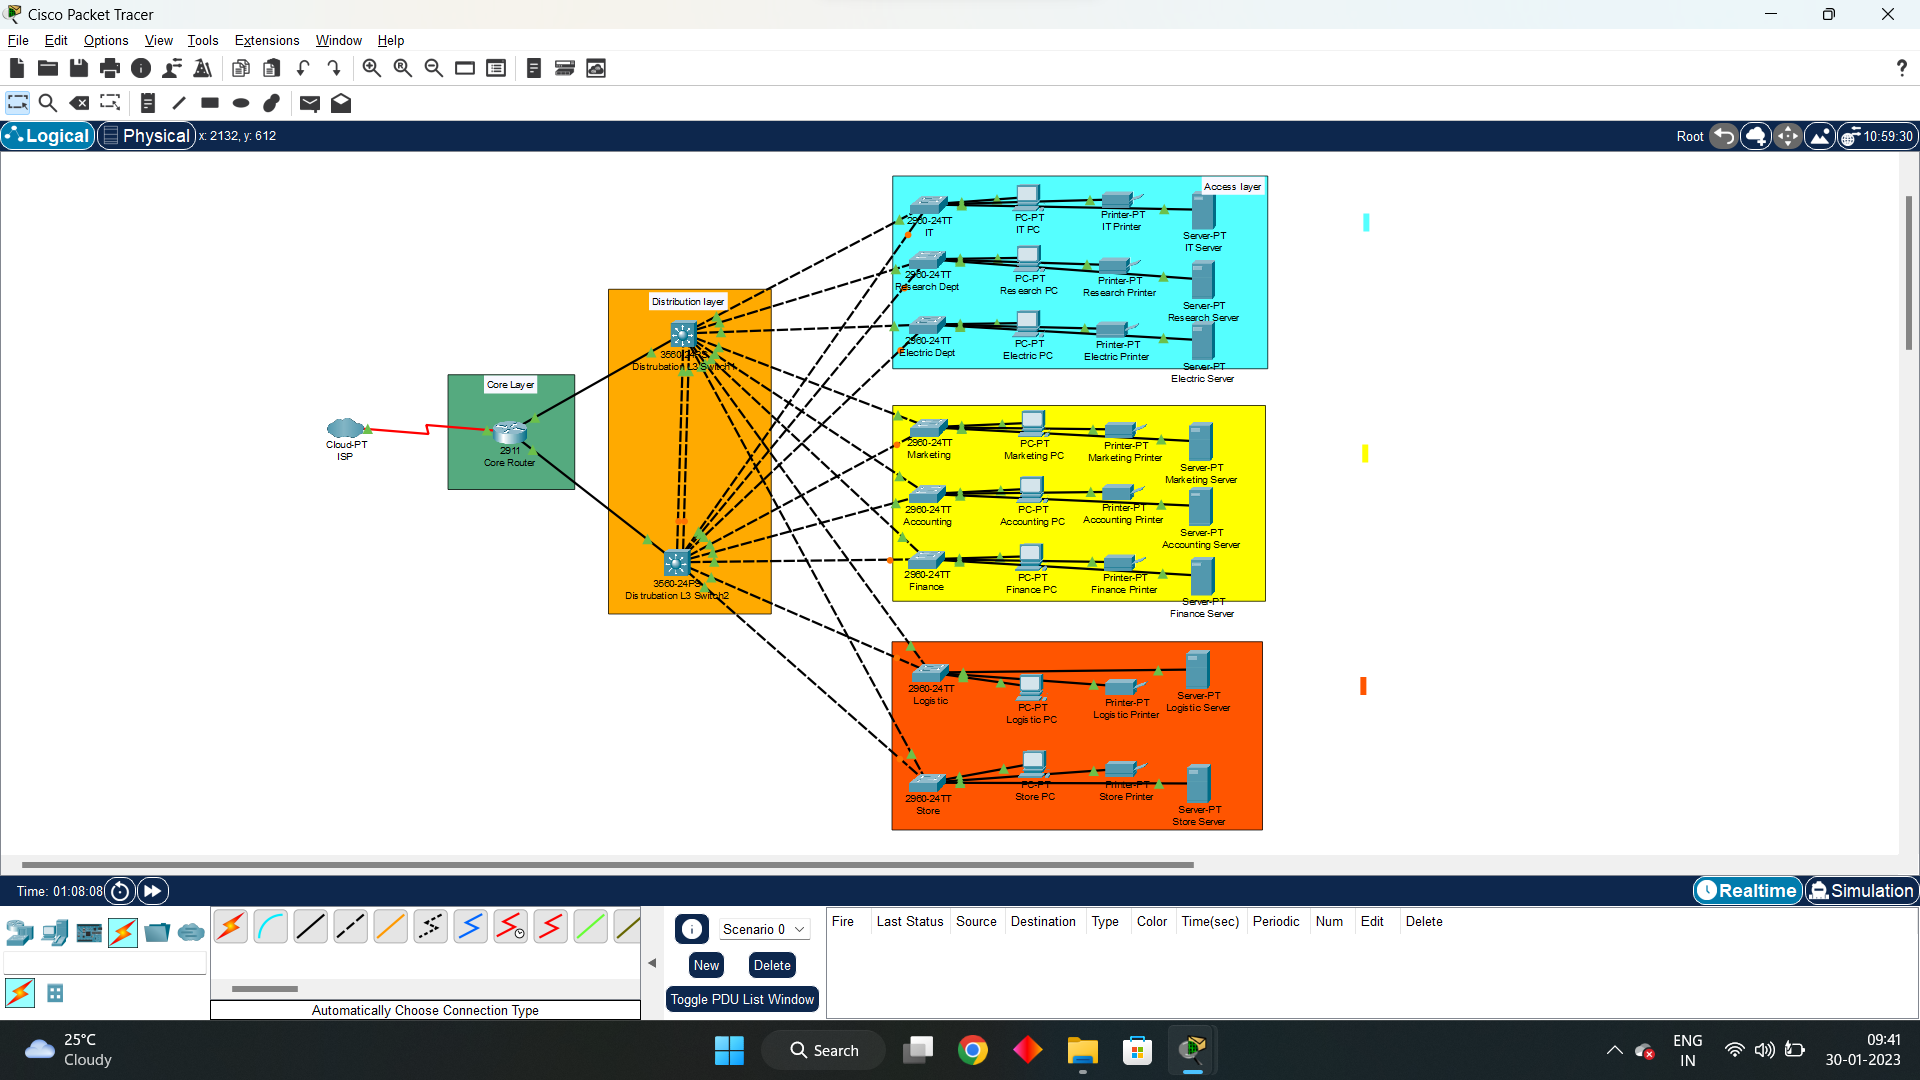 Cisco Packet Tracer
File Edit Options View Tools Extensions Window Help
?
Logical Physical x: 2132, y: 612 Root 10:59:30
Access layer
2960-24TT
IT
PC-PT
IT PC
Printer-PT
IT Printer
Server-PT
IT Server
2960-24TT
Research Dept
PC-PT
Research PC
Printer-PT
Research Printer
Server-PT
Research Server
2960-24TT
Electric Dept
PC-PT
Electric PC
Printer-PT
Electric Printer
Server-PT
Electric Server
Distribution layer
3560-24PS
Distrubation L3 Switch1
Core Layer
2911
Core Router
Cloud-PT
ISP
3560-24PS
Distrubation L3 Switch2
2960-24TT
Marketing
PC-PT
Marketing PC
Printer-PT
Marketing Printer
Server-PT
Marketing Server
2960-24TT
Accounting
PC-PT
Accounting PC
Printer-PT
Accounting Printer
Server-PT
Accounting Server
2960-24TT
Finance
PC-PT
Finance PC
Printer-PT
Finance Printer
Server-PT
Finance Server
2960-24TT
Logistic
PC-PT
Logistic PC
Printer-PT
Logistic Printer
Server-PT
Logistic Server
2960-24TT
Store
PC-PT
Store PC
Printer-PT
Store Printer
Server-PT
Store Server
Time: 01:08:08 Realtime Simulation
Scenario 0
New Delete
Toggle PDU List Window
Fire Last Status Source Destination Type Color Time(sec) Periodic Num Edit Delete
Automatically Choose Connection Type
25°C
Cloudy
Search
ENG
IN
09:41
30-01-2023